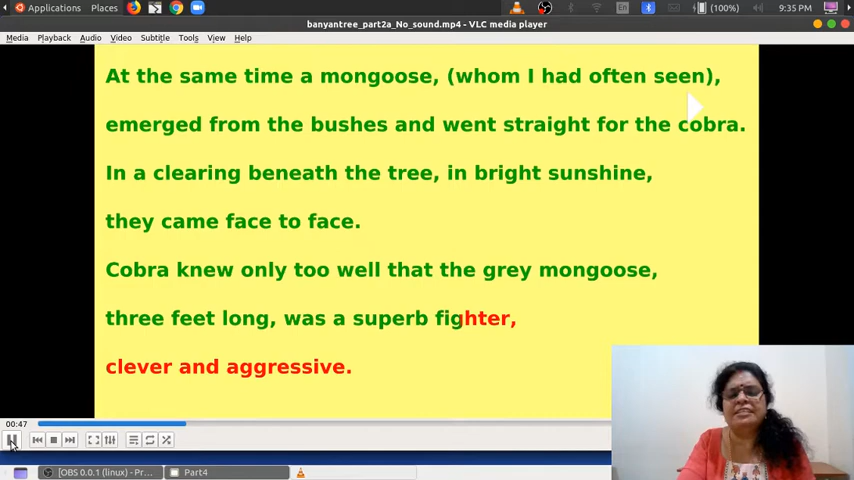 Applications Places En (100%) 9:35 PM
banyantree_part2a_No_sound.mp4 - VLC media player
Media Playback Audio Video Subtitle Tools View Help
At the same time a mongoose, (whom I had often seen),
emerged from the bushes and went straight for the cobra.
In a clearing beneath the tree, in bright sunshine,
they came face to face.
Cobra knew only too well that the grey mongoose,
three feet long, was a superb fighter,
clever and aggressive.
00:47
[OBS 0.0.1 (linux) - Pr... Part4